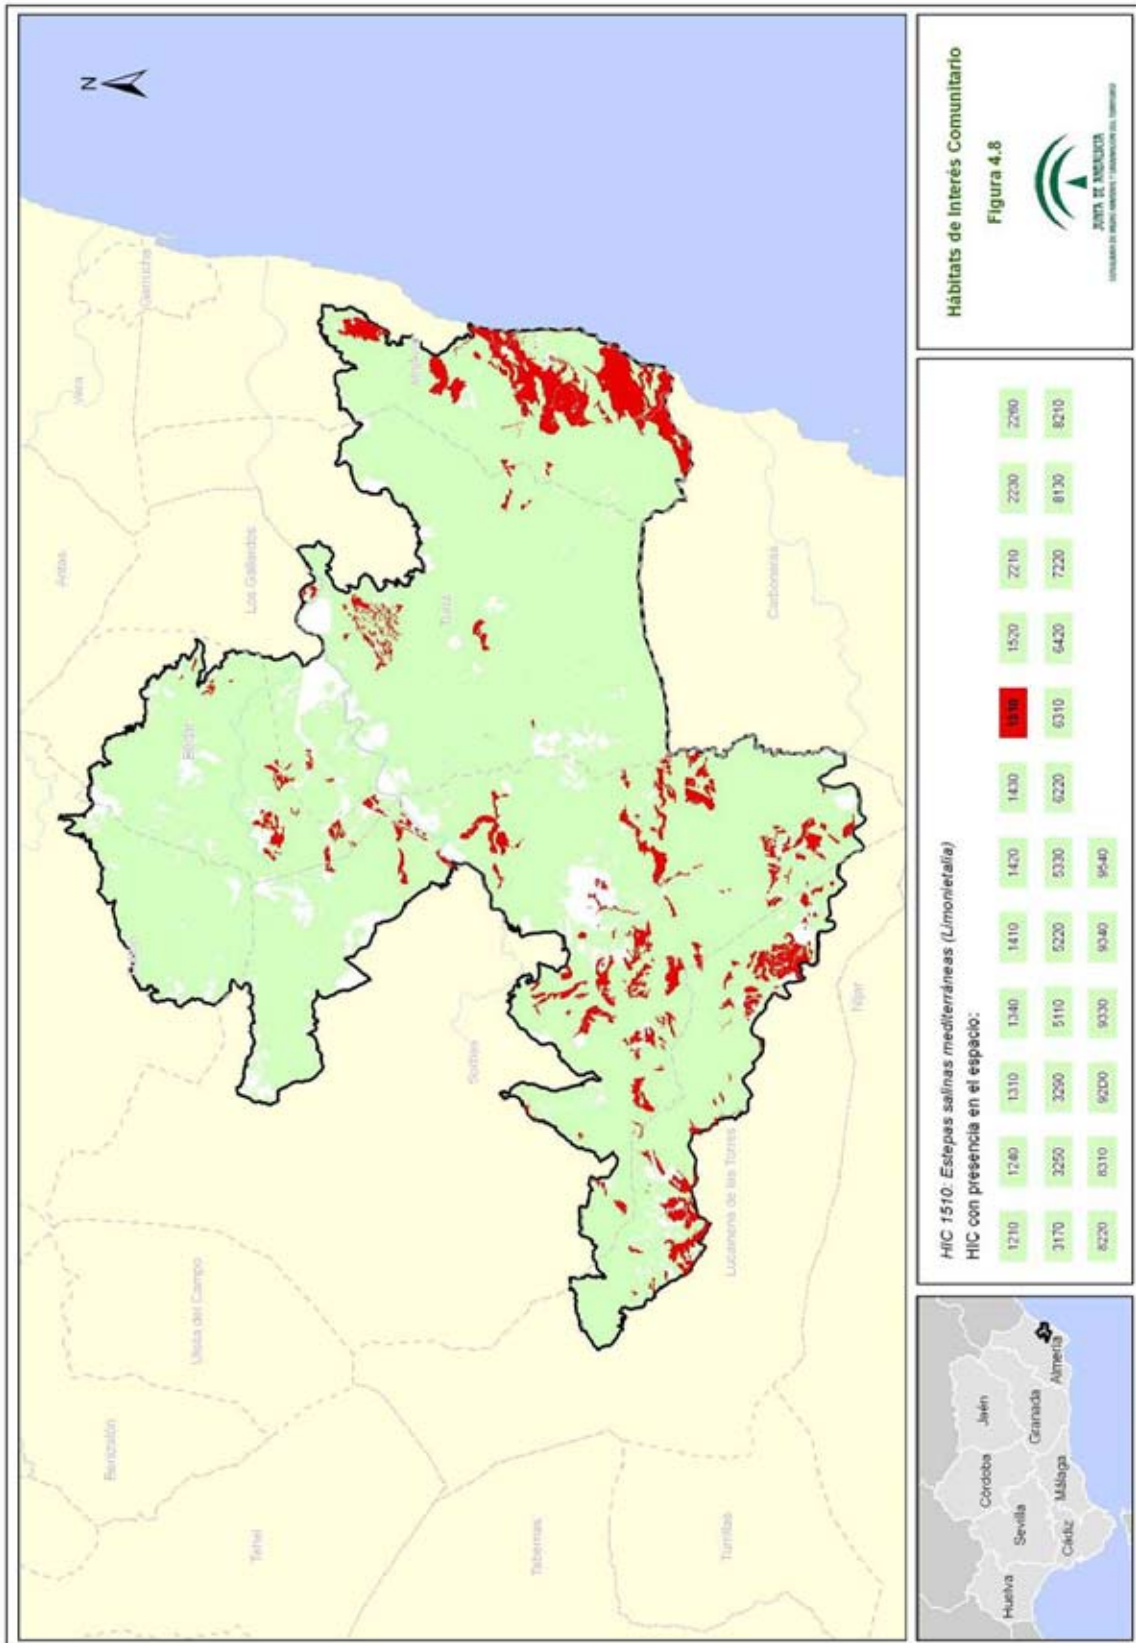 N
Antas
Vera
Garrucha
Los Gallardos
Bédar
Mojácar
Turre
Carboneras
Sorbas
Níjar
Lucainena de las Torres
Uleila del Campo
Benizalón
Tahal
Tabernas
Turrillas
Huelva
Sevilla
Córdoba
Jaén
Cádiz
Málaga
Granada
Almería
HIC 1510: Estepas salinas mediterráneas (Limonietalia)
HIC con presencia en el espacio:
1210 1240 1310 1340 1410 1420 1430 1510 1520 2210 2230 2260
3170 3250 3260 5110 5220 5330 6220 6310 6420 7220 8130 8210
8220 8310 92D0 9330 9340 9540
Hábitats de Interés Comunitario
Figura 4.8
JUNTA DE ANDALUCIA